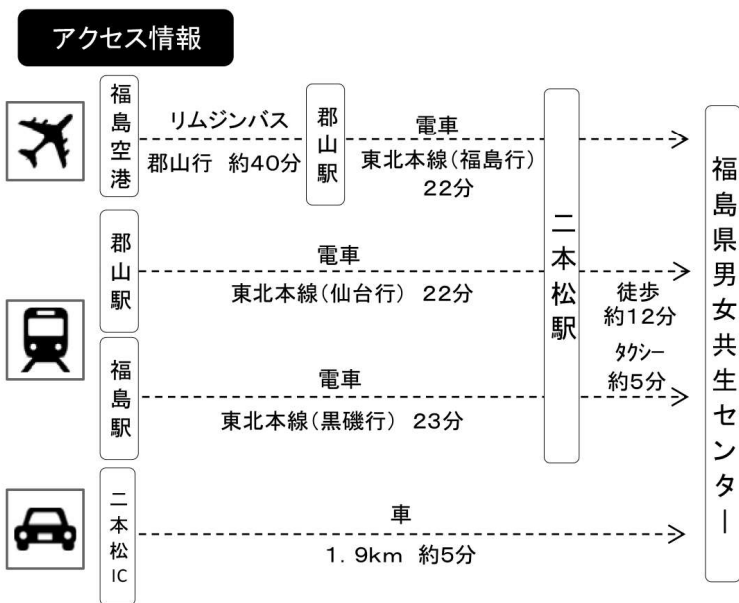 アクセス情報
福島空港
リムジンバス
郡山行 約40分
郡山駅
電車
東北本線(福島行)
22分
郡山駅
電車
東北本線(仙台行) 22分
福島駅
電車
東北本線(黒磯行) 23分
二本松駅
徒歩
約12分
タクシー
約5分
二本松IC
車
1.9km 約5分
福島県男女共生センター